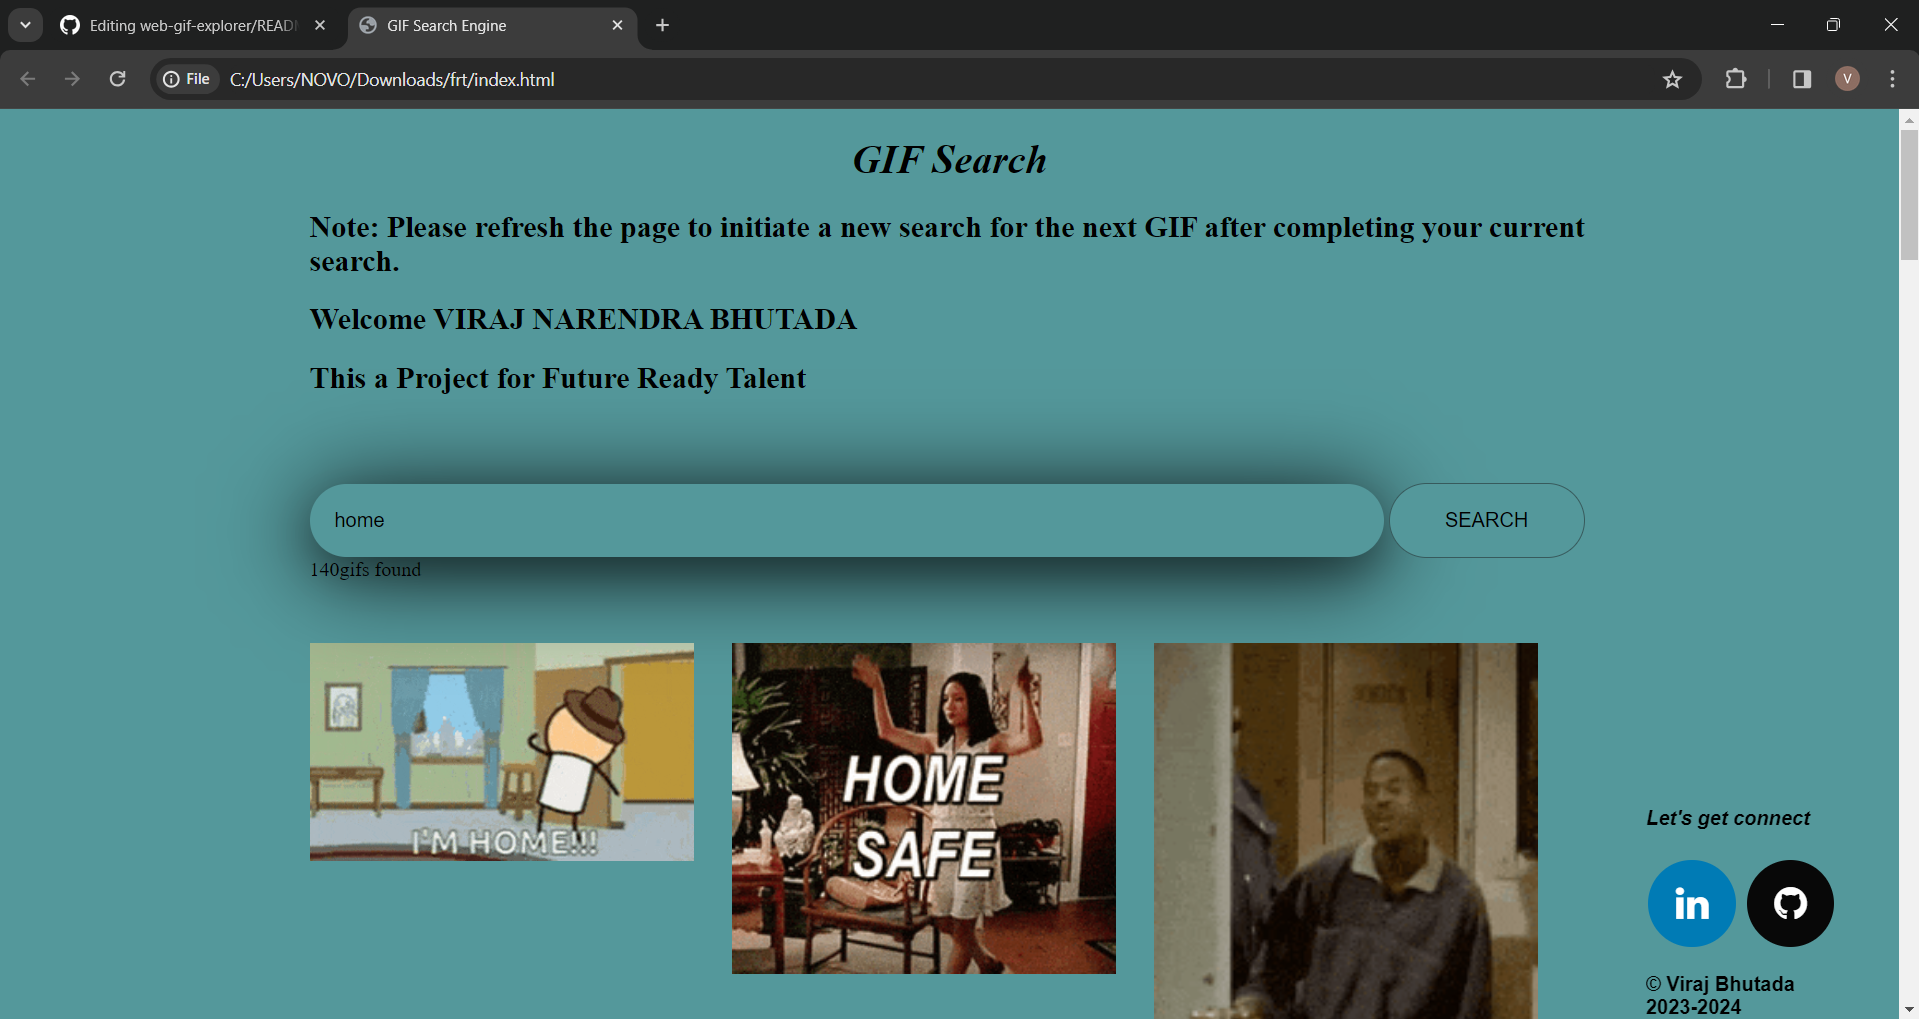 Editing web-gif-explorer/READ
GIF Search Engine
File
C:/Users/NOVO/Downloads/frt/index.html
V
GIF Search
Note: Please refresh the page to initiate a new search for the next GIF after completing your current
search.
Welcome VIRAJ NARENDRA BHUTADA
This a Project for Future Ready Talent
home
SEARCH
140gifs found
I'M HOME!!!
HOME
SAFE
Let's get connect
in
© Viraj Bhutada
2023-2024